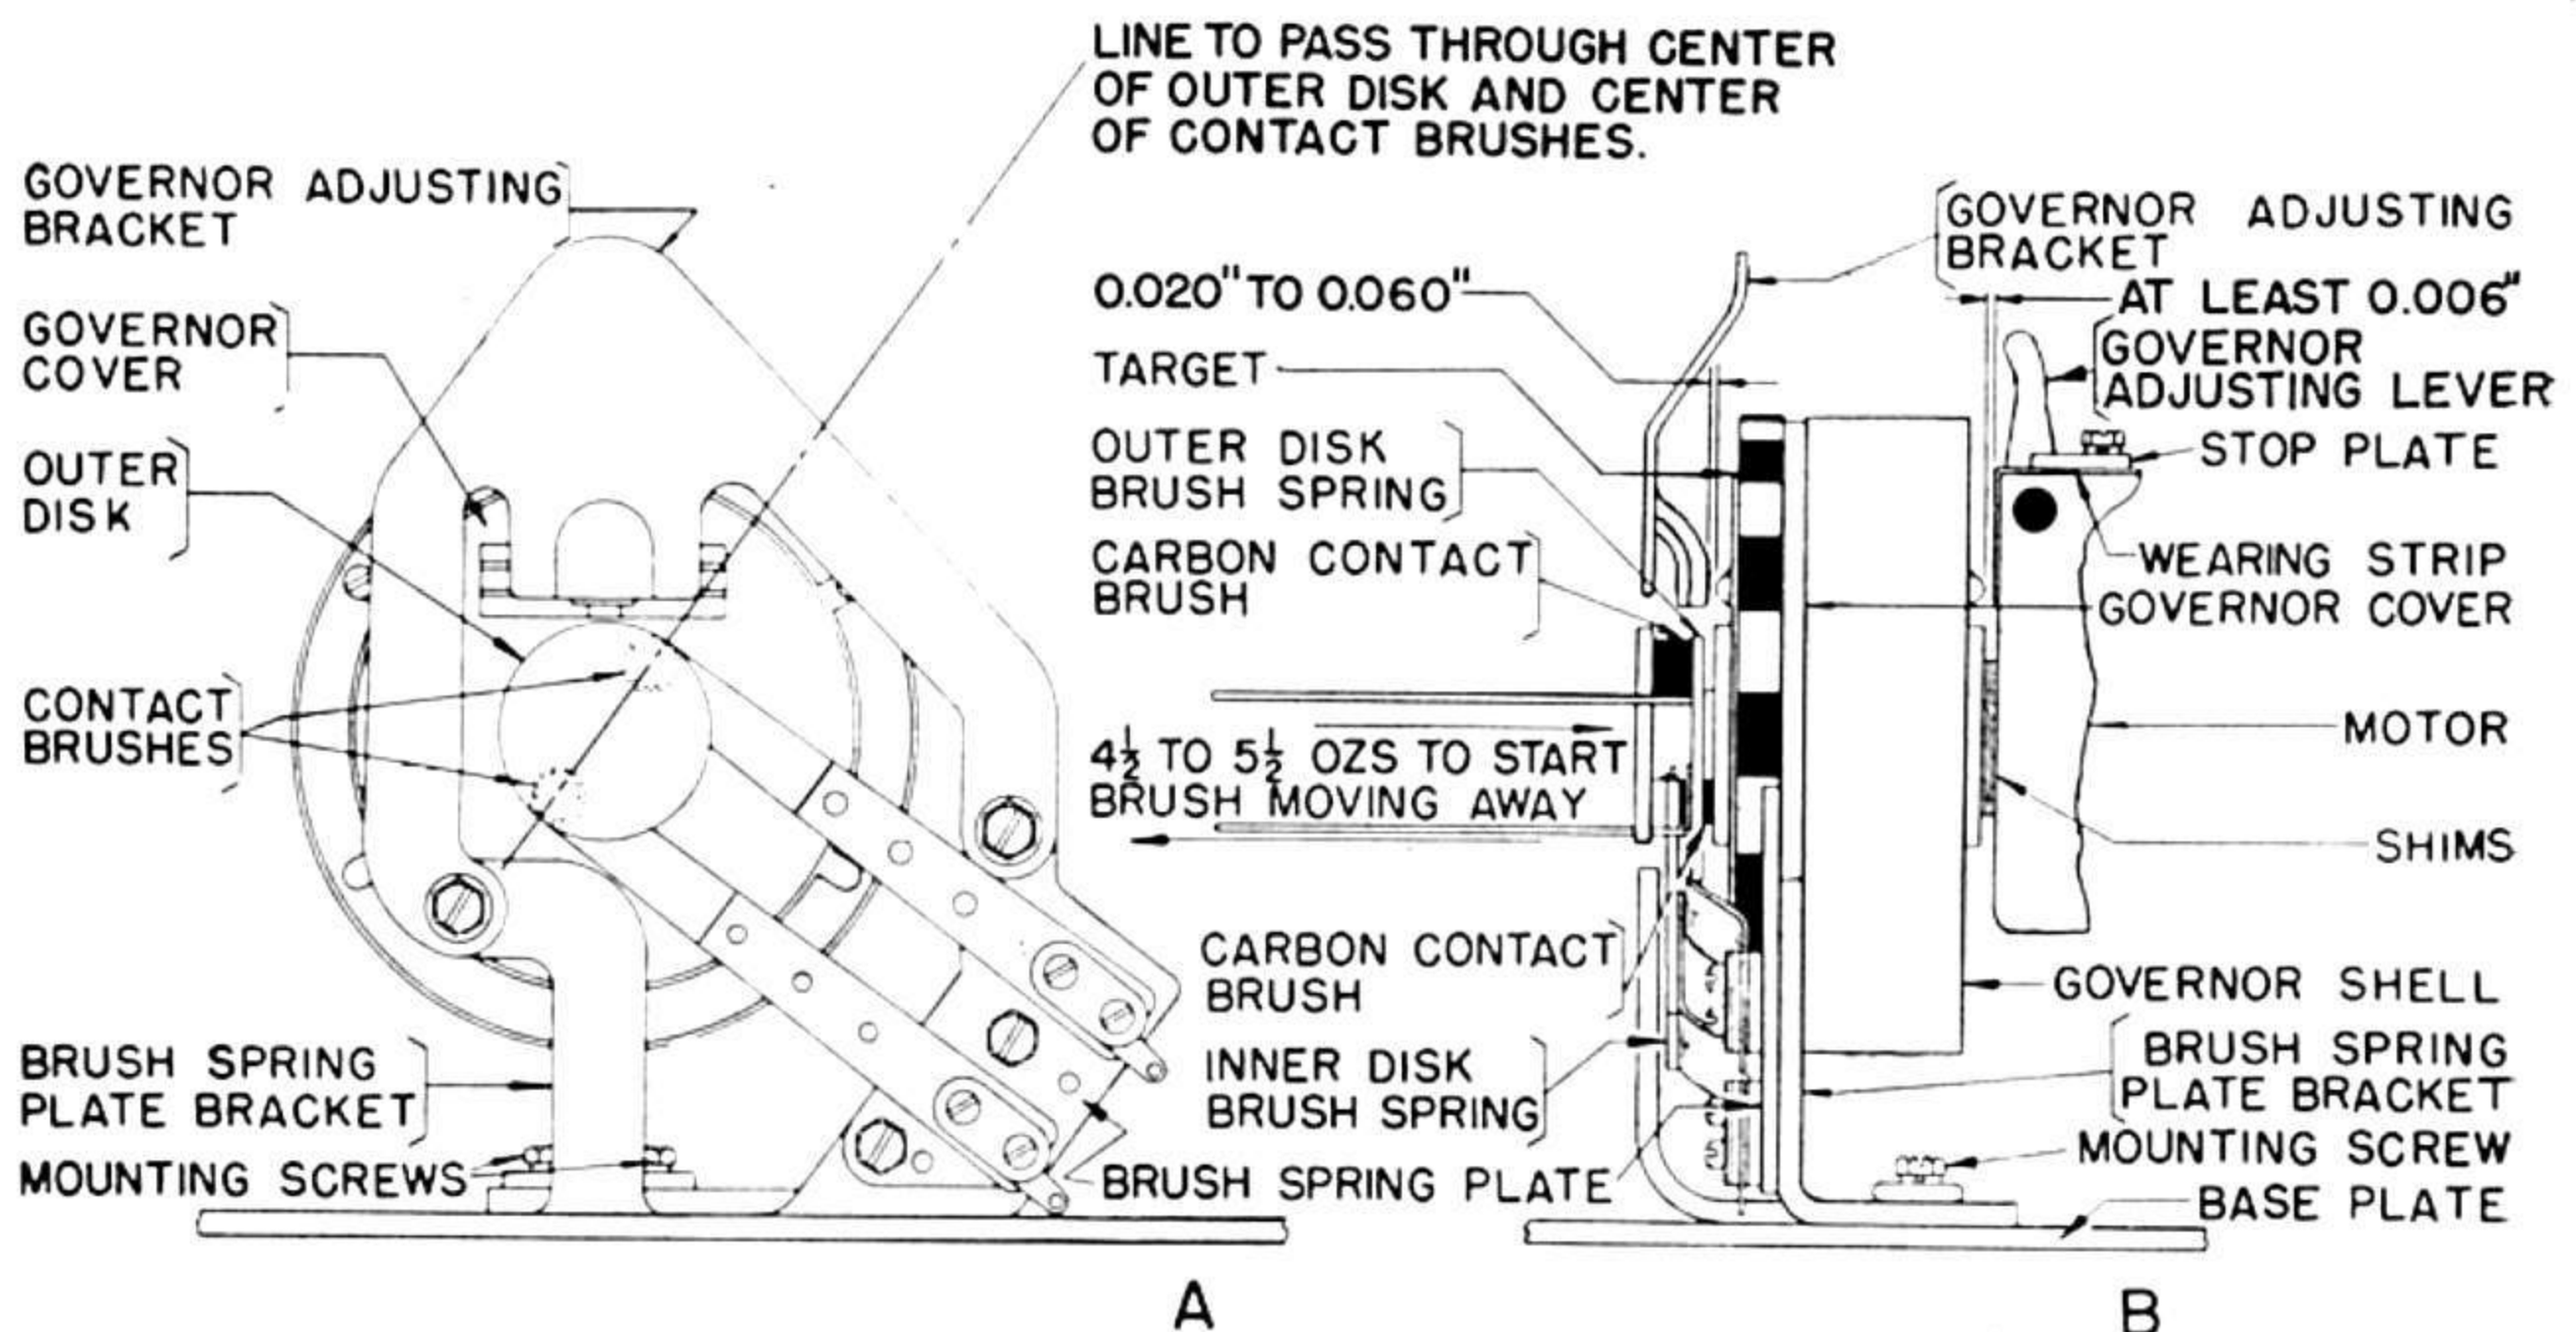 LINE TO PASS THROUGH CENTER
OF OUTER DISK AND CENTER
OF CONTACT BRUSHES.
GOVERNOR ADJUSTING
BRACKET
GOVERNOR
COVER
OUTER
DISK
CONTACT
BRUSHES
BRUSH SPRING
PLATE BRACKET
MOUNTING SCREWS
A
0.020" TO 0.060"
TARGET
OUTER DISK
BRUSH SPRING
CARBON CONTACT
BRUSH
4½ TO 5½ OZS TO START
BRUSH MOVING AWAY
CARBON CONTACT
BRUSH
INNER DISK
BRUSH SPRING
BRUSH SPRING PLATE
GOVERNOR ADJUSTING
BRACKET
AT LEAST 0.006"
GOVERNOR
ADJUSTING LEVER
STOP PLATE
WEARING STRIP
GOVERNOR COVER
MOTOR
SHIMS
GOVERNOR SHELL
BRUSH SPRING
PLATE BRACKET
MOUNTING SCREW
BASE PLATE
B